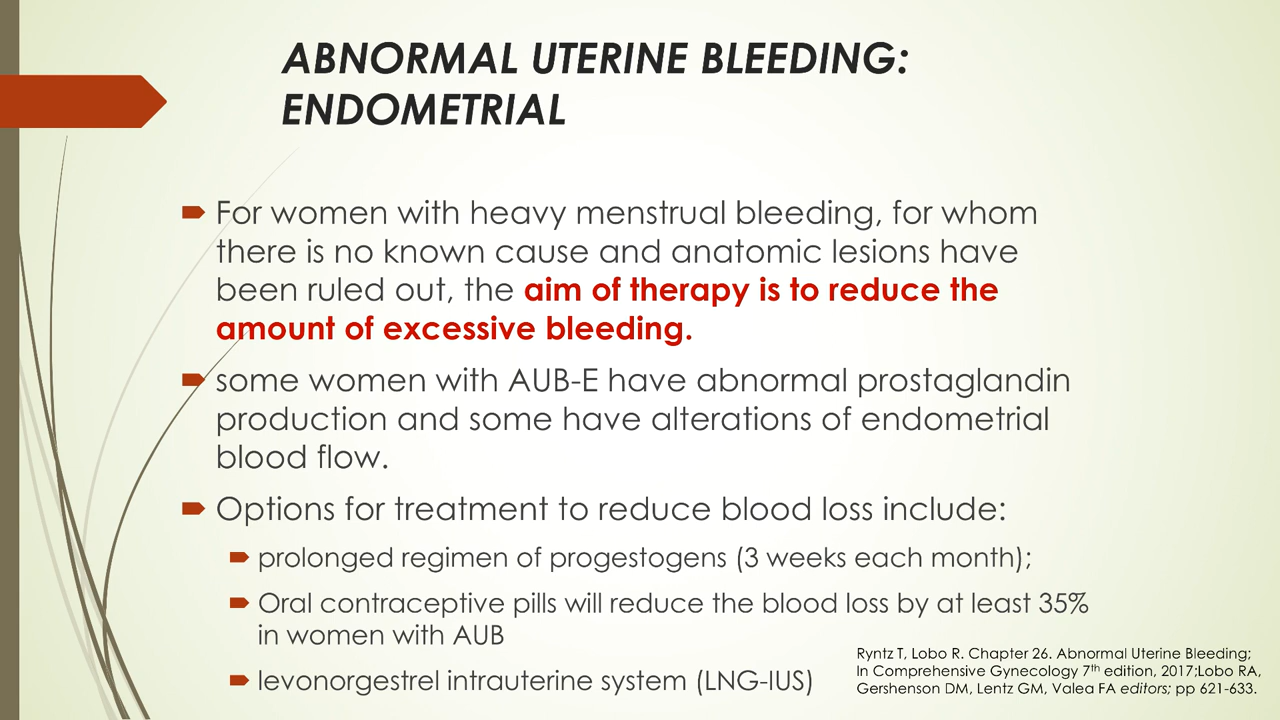 ABNORMAL UTERINE BLEEDING:
ENDOMETRIAL
For women with heavy menstrual bleeding, for whom
there is no known cause and anatomic lesions have
been ruled out, the aim of therapy is to reduce the
amount of excessive bleeding.
some women with AUB-E have abnormal prostaglandin
production and some have alterations of endometrial
blood flow.
Options for treatment to reduce blood loss include:
prolonged regimen of progestogens (3 weeks each month);
Oral contraceptive pills will reduce the blood loss by at least 35%
in women with AUB
levonorgestrel intrauterine system (LNG-IUS)
Ryntz T, Lobo R. Chapter 26. Abnormal Uterine Bleeding;
In Comprehensive Gynecology 7th edition, 2017;Lobo RA,
Gershenson DM, Lentz GM, Valea FA editors; pp 621-633.